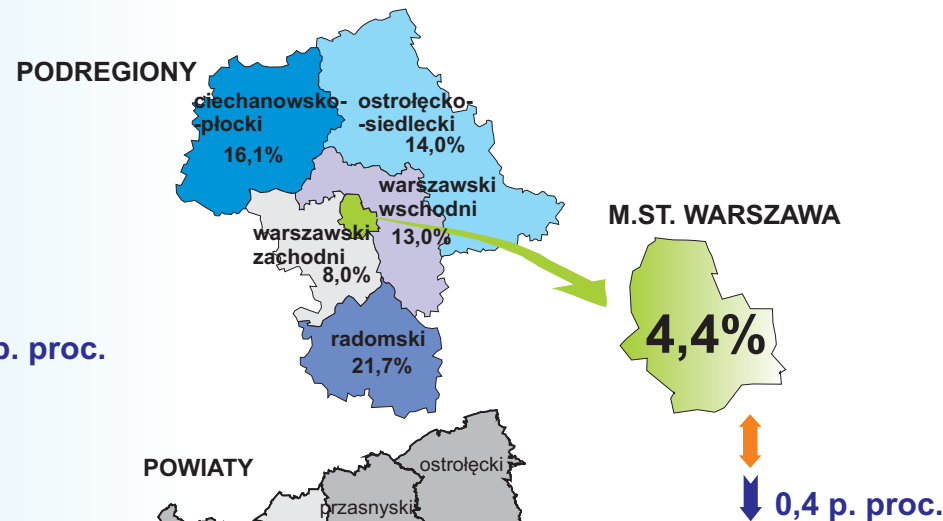 PODREGIONY
ciechanowsko-
-płocki
16,1%
ostrołęcko-
-siedlecki
14,0%
warszawski
wschodni
13,0%
warszawski
zachodni
8,0%
radomski
21,7%
M.ST. WARSZAWA
4,4%
p. proc.
0,4 p. proc.
POWIATY
ostrołęcki
przasnyski